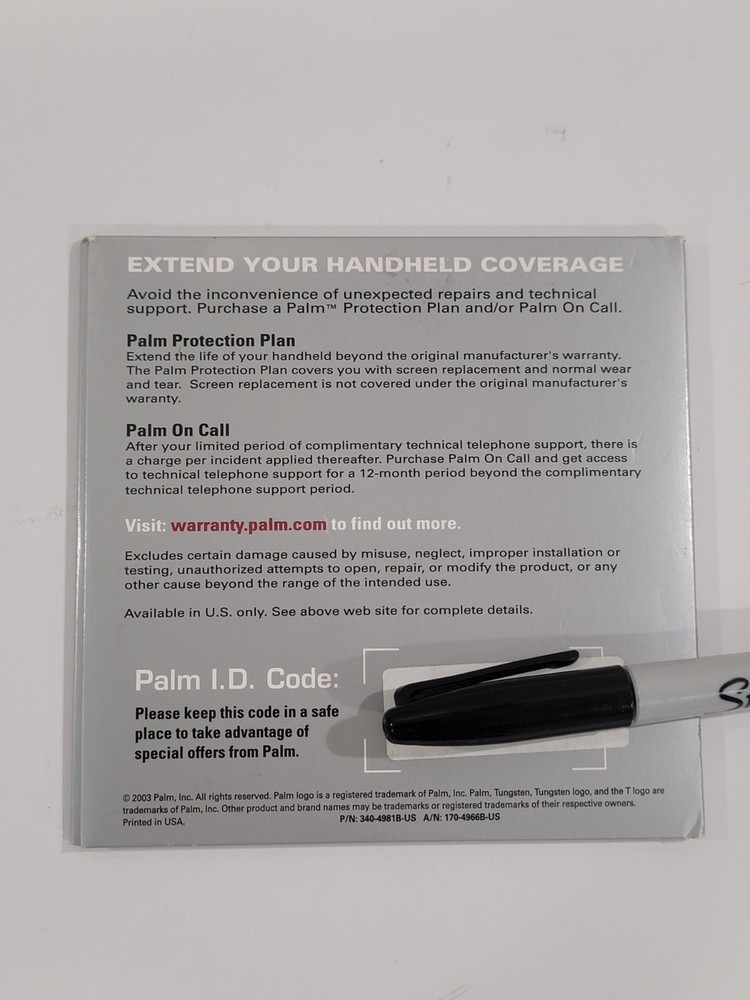 EXTEND YOUR HANDHELD COVERAGE
Avoid the inconvenience of unexpected repairs and technical
support. Purchase a Palm™ Protection Plan and/or Palm On Call.
Palm Protection Plan
Extend the life of your handheld beyond the original manufacturer's warranty.
The Palm Protection Plan covers you with screen replacement and normal wear
and tear. Screen replacement is not covered under the original manufacturer's
waranty.
Palm On Call
After your limited period of complimentary technical telephone support, there is
a charge per incident applied thereafter. Purchase Palm On Call and get access
to technical telephone support for a 12-month period beyond the complimentary
technical telephone support period.
Visit: warranty.palm.com to find out more.
Excludes certain damage caused by misuse, neglect, improper installation or
testing, unauthorized attempts to open, repair, or modify the product, or any
other cause beyond the range of the intended use.
Available in U.S. only. See above web site for complete details.
Palm I.D. Code:
Please keep this code in a safe
place to take advantage of
special offers from Palm.
© 2003 Palm, Inc. All rights reserved. Palm logo is a registered trademark of Palm, Inc. Palm, Tungsten, Tungsten logo, and the T logo are
trademarks of Palm, Inc. Other product and brand names may be trademarks or registered trademarks of their respective owners.
Printed in USA. P/N: 340-4981B-US A/N: 170-4966B-US